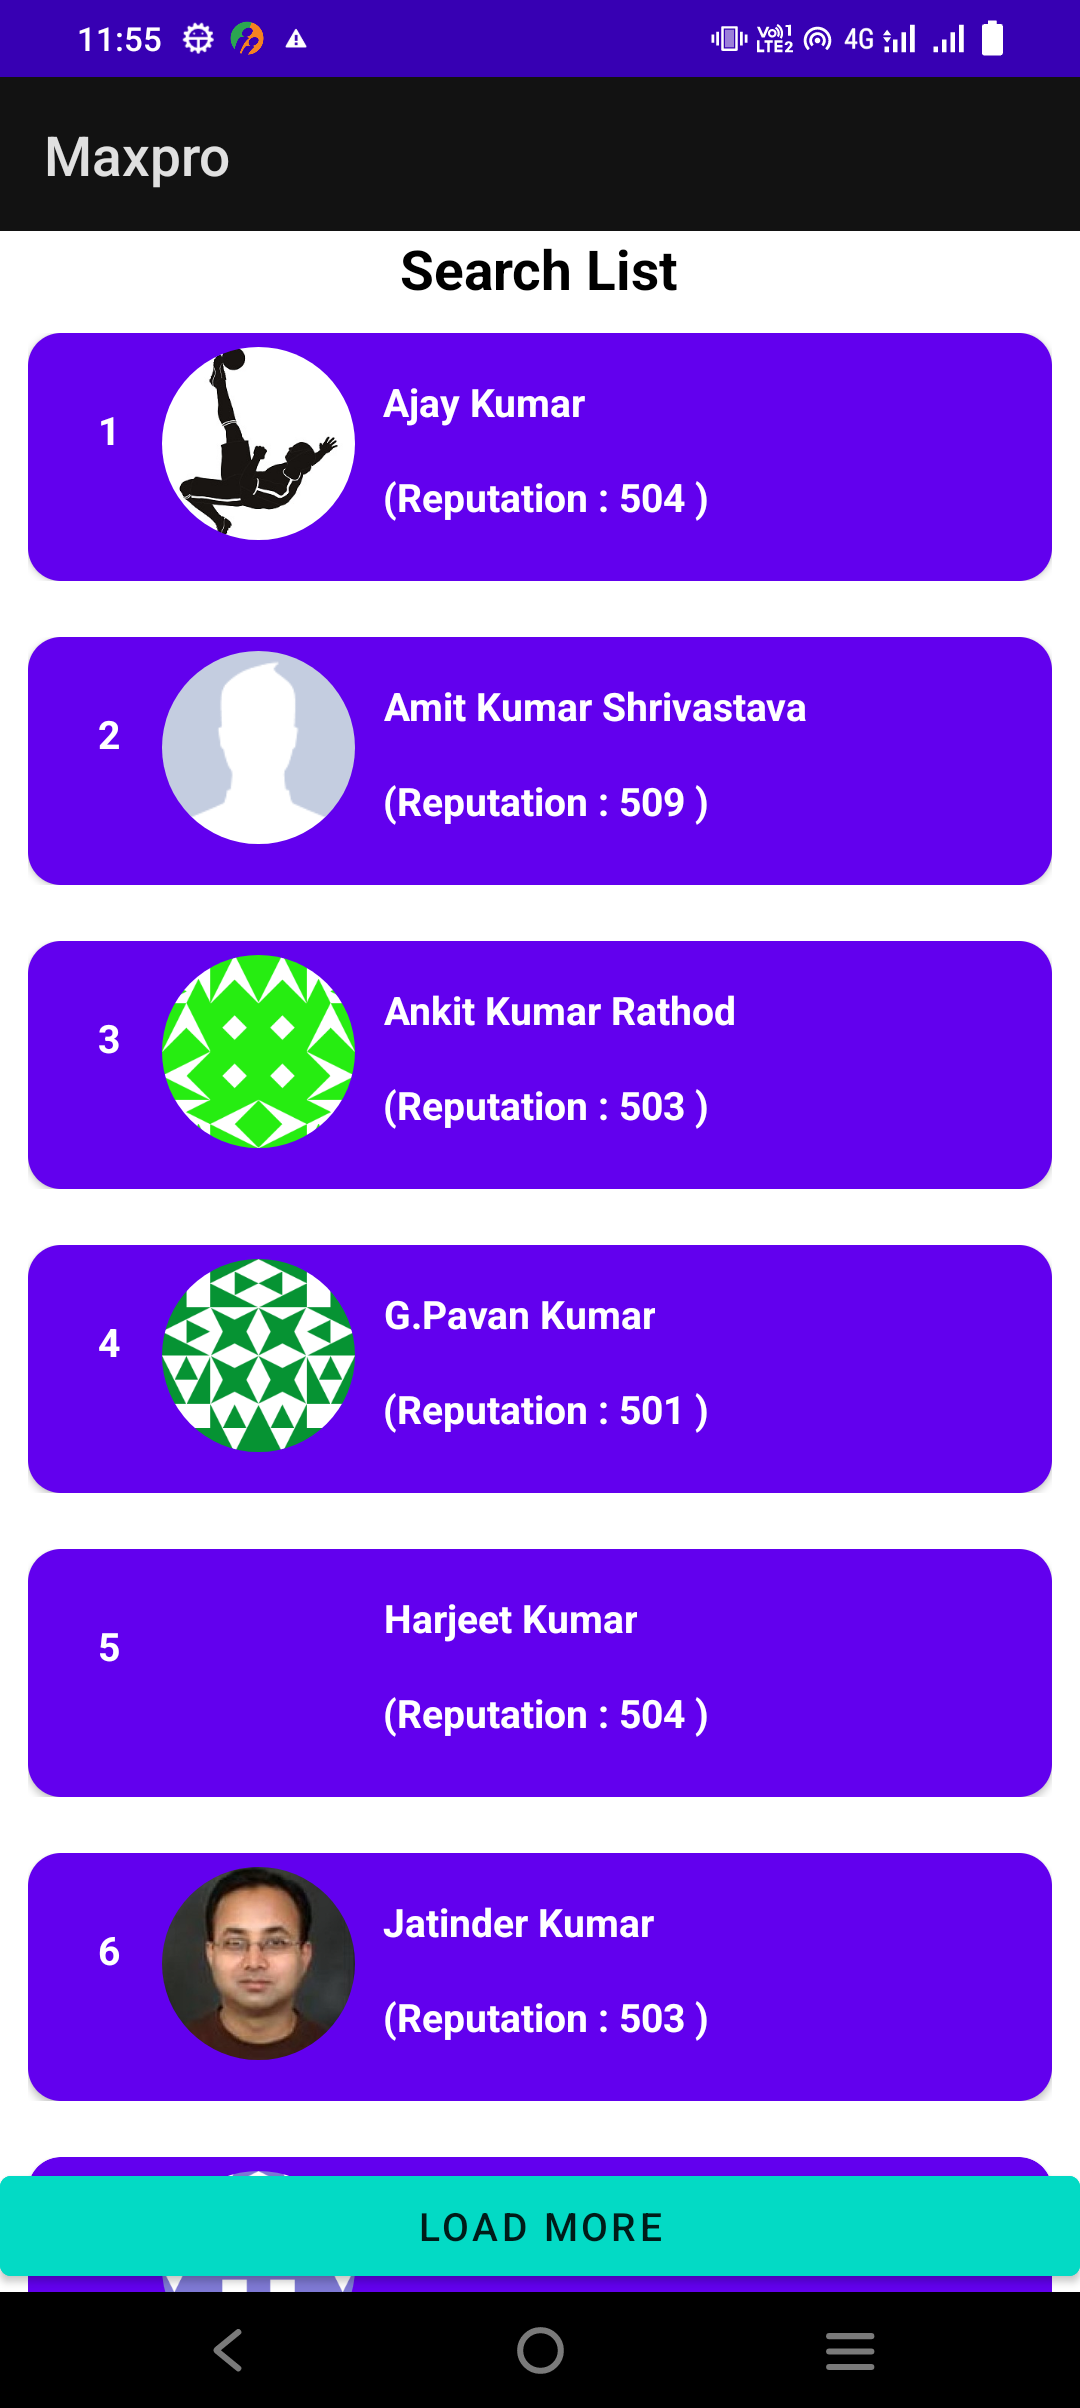 11:55 Vo))1 LTE2 4G
Maxpro
Search List
1
Ajay Kumar
(Reputation : 504 )
2
Amit Kumar Shrivastava
(Reputation : 509 )
3
Ankit Kumar Rathod
(Reputation : 503 )
4
G.Pavan Kumar
(Reputation : 501 )
5
Harjeet Kumar
(Reputation : 504 )
6
Jatinder Kumar
(Reputation : 503 )
LOAD MORE